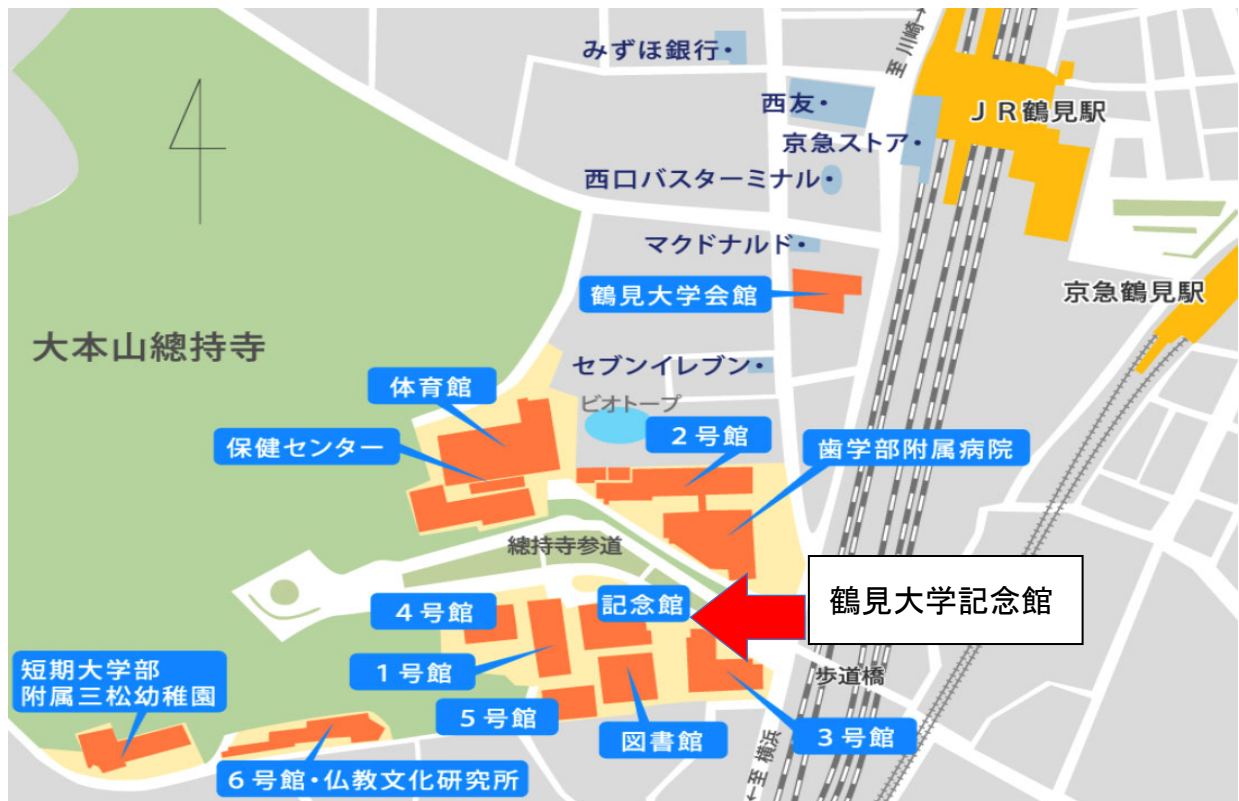 みずほ銀行・
至 川崎→
西友・
JR鶴見駅
京急ストア・
西口バスターミナル・
マクドナルド・
鶴見大学会館
京急鶴見駅
大本山總持寺
セブンイレブン・
体育館
ビオトープ
2号館
保健センター
歯学部附属病院
總持寺参道
記念館
鶴見大学記念館
4号館
1号館
短期大学部
附属三松幼稚園
歩道橋
5号館
図書館
3号館
←至 横浜
6号館・仏教文化研究所